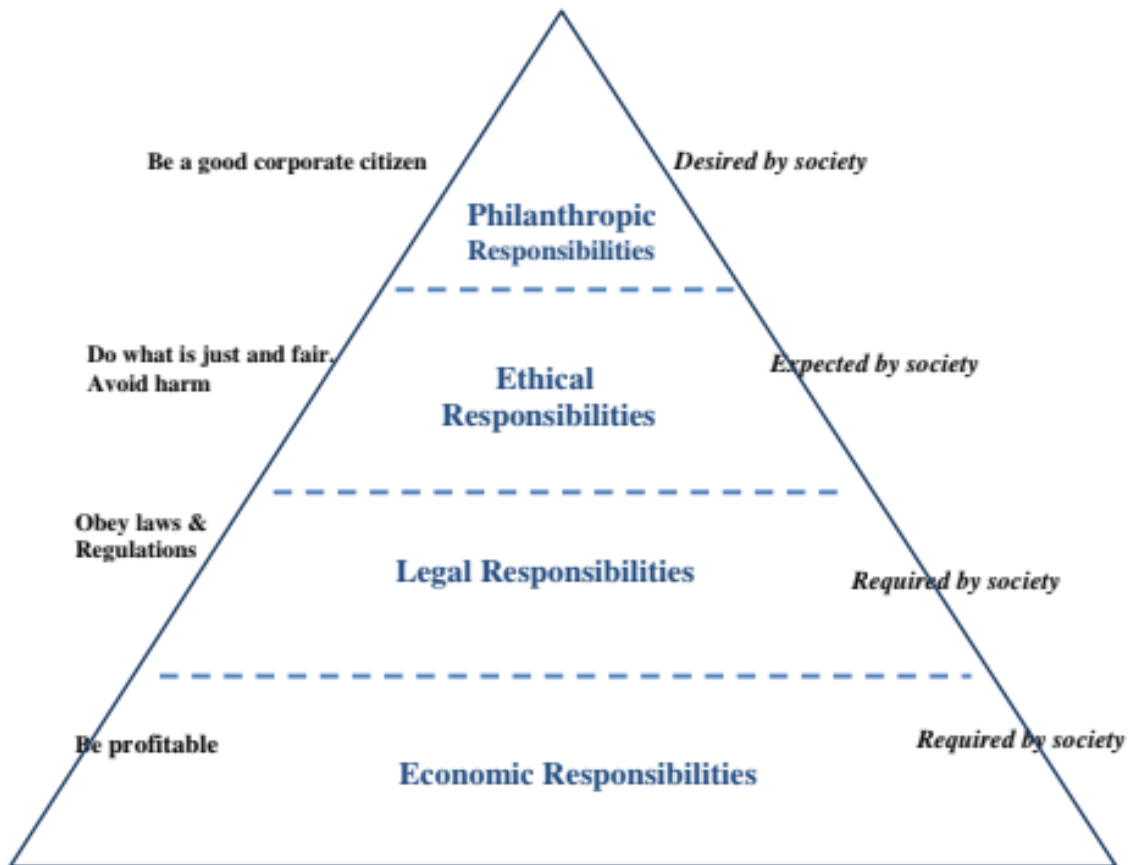 Be a good corporate citizen
Desired by society
Philanthropic
Responsibilities
Do what is just and fair.
Avoid harm
Expected by society
Ethical
Responsibilities
Obey laws &
Regulations
Legal Responsibilities
Required by society
Be profitable
Required by society
Economic Responsibilities